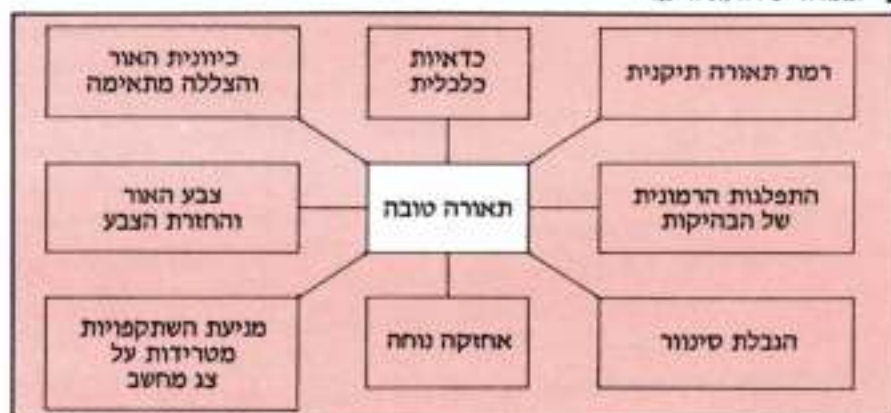 רמת תאורה תיקנית
כדאיות
כלכלית
כיוונית האור
והצללה מתאימה
התפלגות הרמונית
של הבהיקות
תאורה טובה
צבע האור
והחזרת הצבע
הגבלת סינוור
אחזקה נוחה
מניעת השתקפויות
מטרידות על
צג מחשב